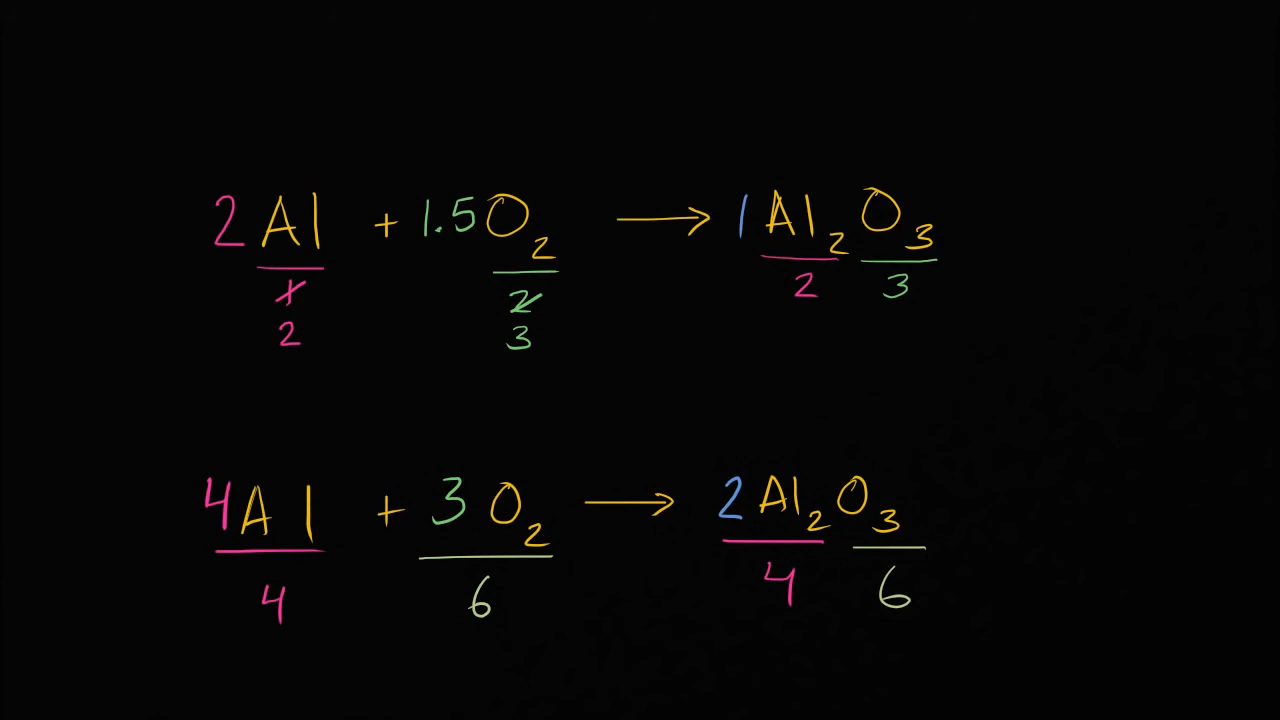 2 Al + 1.5 O₂ → 1 Al₂O₃
1 2 2 3
2 3
4 Al + 3 O₂ → 2 Al₂O₃
4 6 4 6